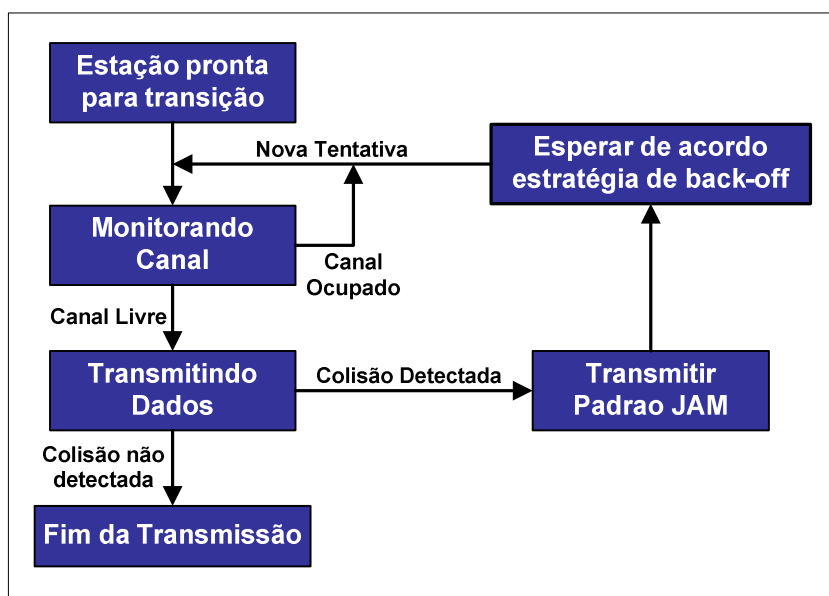 Estação pronta
para transição
Nova Tentativa
Esperar de acordo
estratégia de back-off
Monitorando
Canal
Canal
Ocupado
Canal Livre
Transmitindo
Dados
Colisão Detectada
Transmitir
Padrao JAM
Colisão não
detectada
Fim da Transmissão